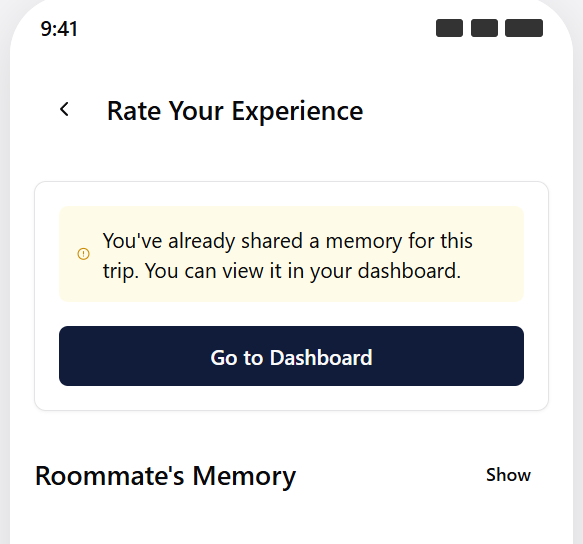 9:41
Rate Your Experience
You've already shared a memory for this
trip. You can view it in your dashboard.
Go to Dashboard
Roommate's Memory
Show